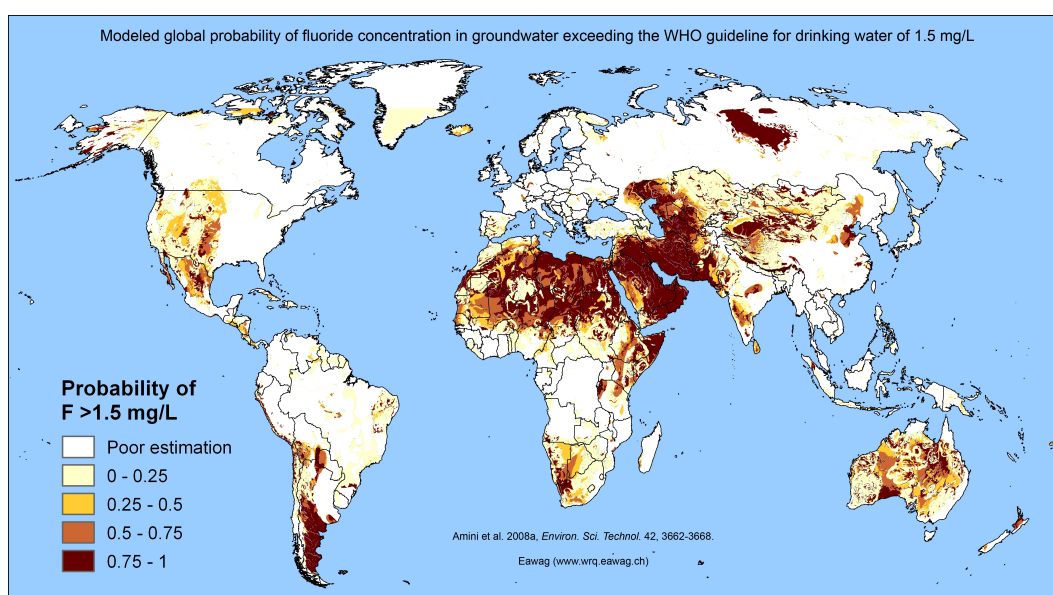 Modeled global probability of fluoride concentration in groundwater exceeding the WHO guideline for drinking water of 1.5 mg/L
Probability of
F >1.5 mg/L
Poor estimation
0 - 0.25
0.25 - 0.5
0.5 - 0.75
0.75 - 1
Amini et al. 2008a, Environ. Sci. Technol. 42, 3662-3668.
Eawag (www.wrq.eawag.ch)